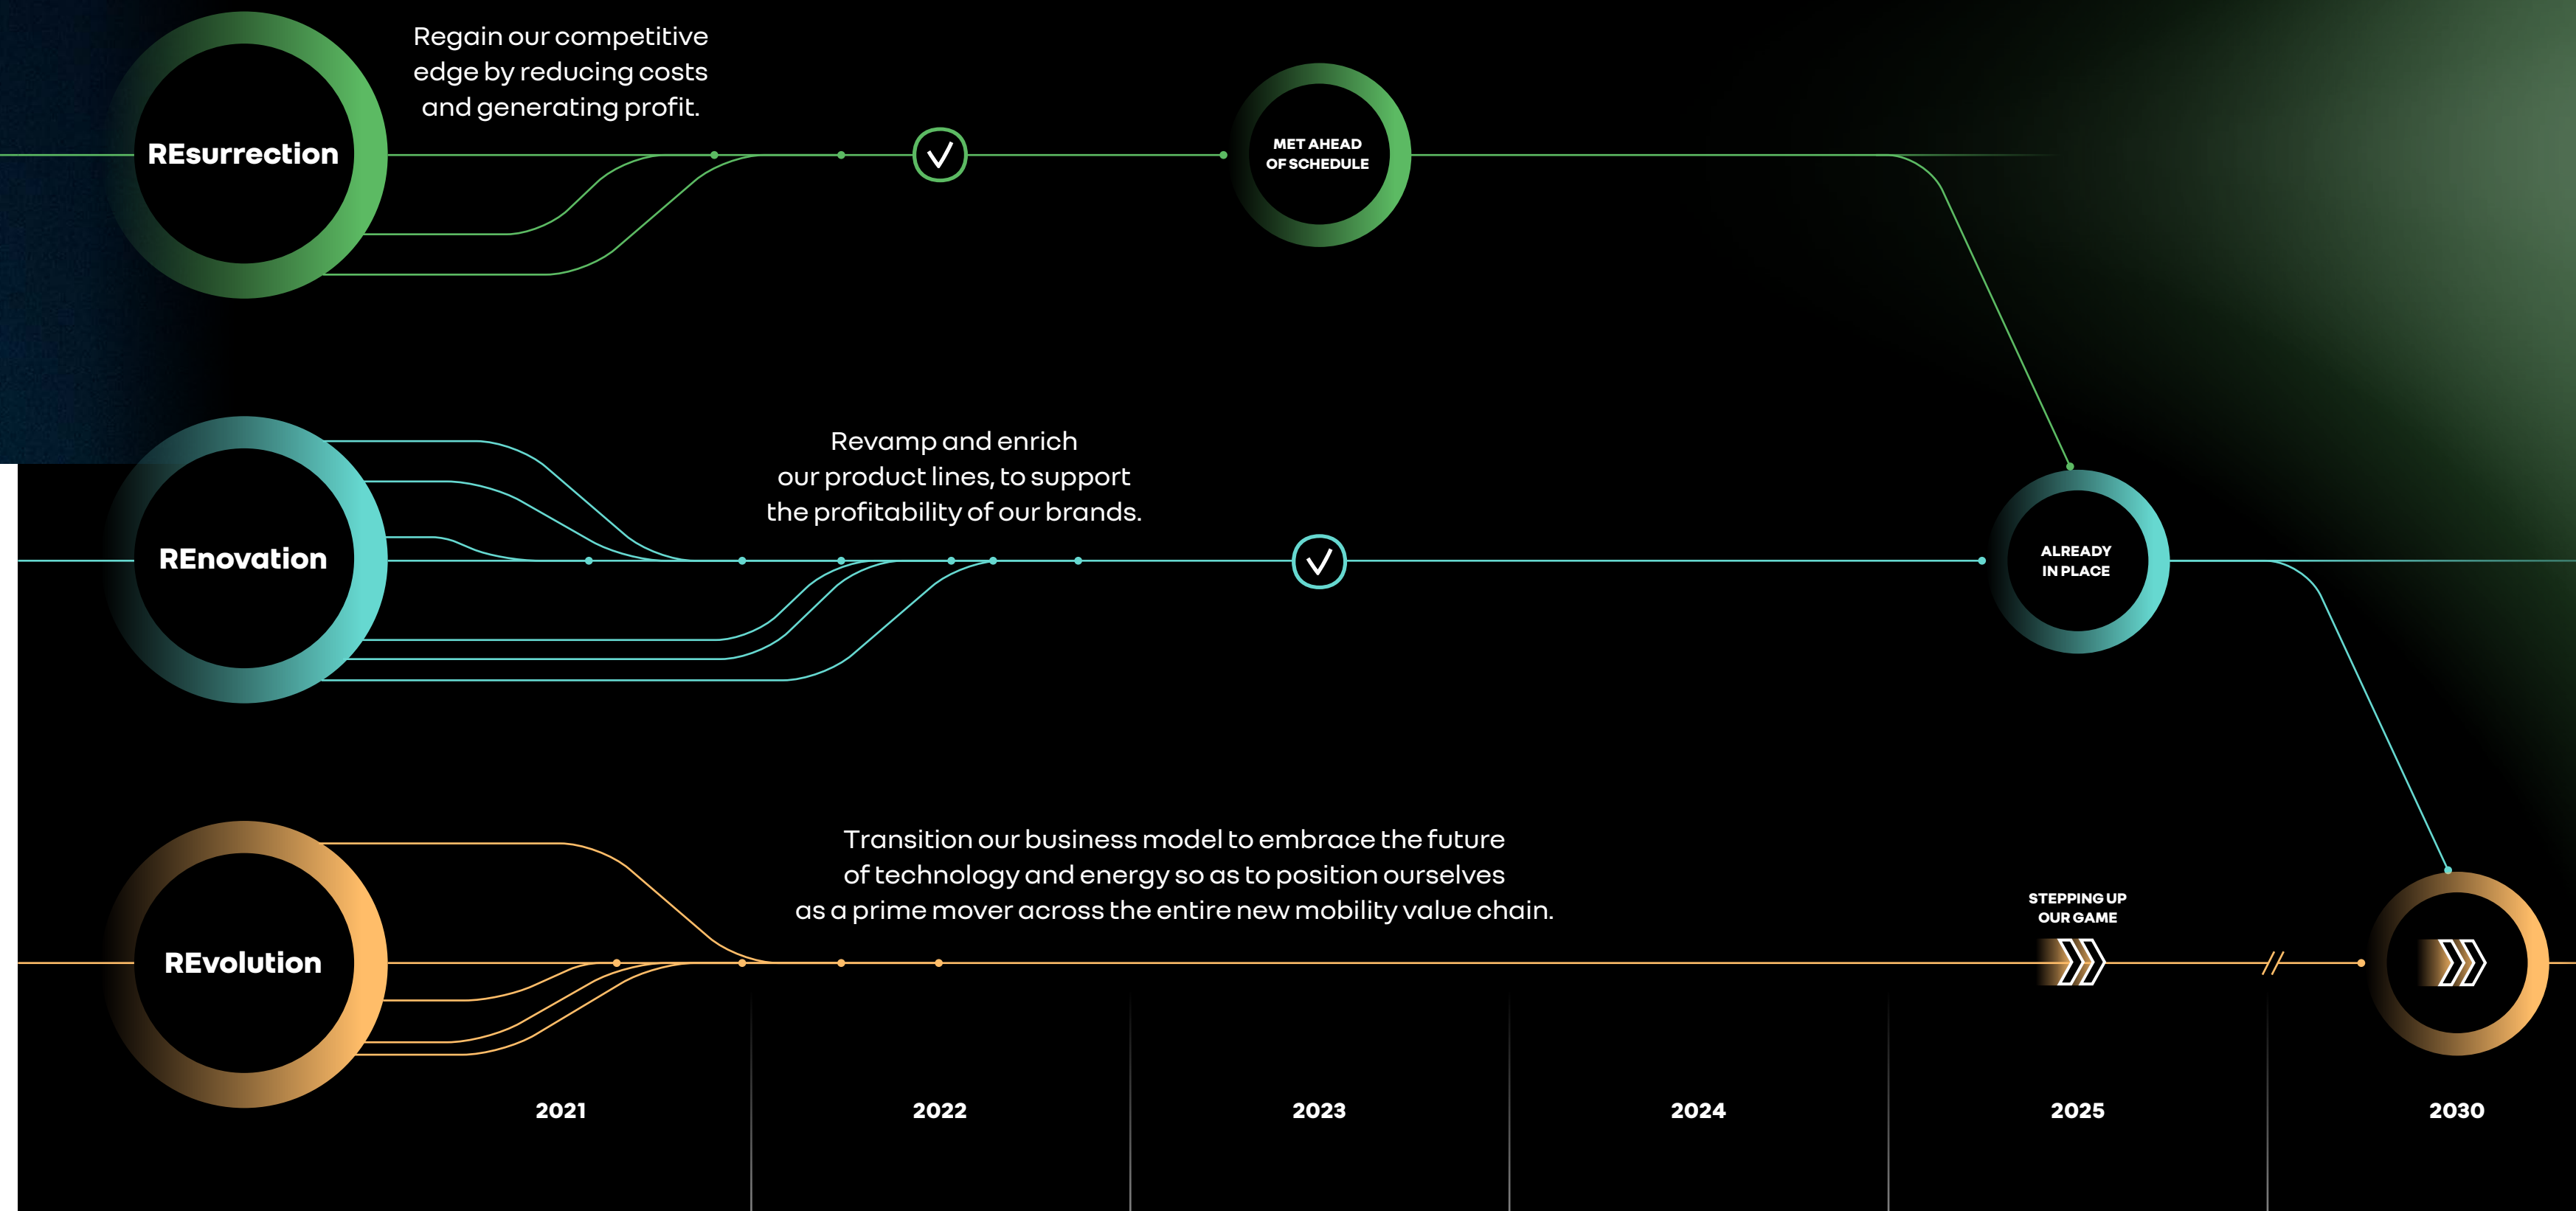 Regain our competitive
edge by reducing costs
and generating profit.
REsurrection
MET AHEAD
OF SCHEDULE
Revamp and enrich
our product lines, to support
the profitability of our brands.
REnovation
ALREADY
IN PLACE
Transition our business model to embrace the future
of technology and energy so as to position ourselves
as a prime mover across the entire new mobility value chain.
STEPPING UP
OUR GAME
REvolution
2021
2022
2023
2024
2025
2030